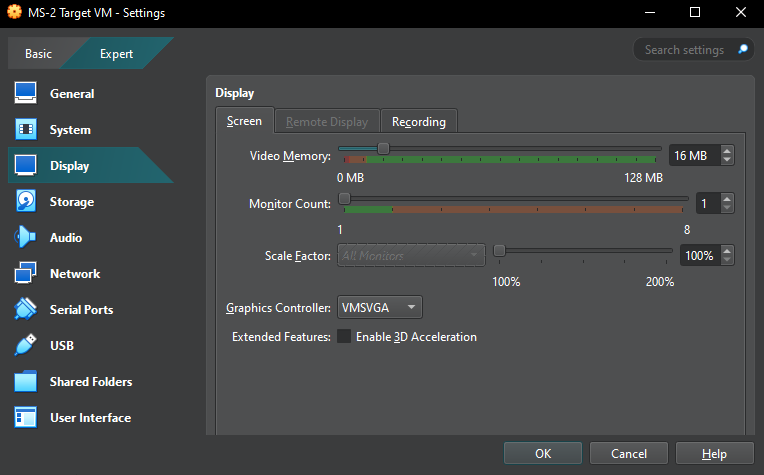 MS-2 Target VM - Settings
Basic Expert
Search settings
General
System
Display
Storage
Audio
Network
Serial Ports
USB
Shared Folders
User Interface
Display
Screen Remote Display Recording
Video Memory: 16 MB
0 MB 128 MB
Monitor Count: 1
1 8
Scale Factor: All Monitors 100%
100% 200%
Graphics Controller: VMSVGA
Extended Features: Enable 3D Acceleration
OK Cancel Help